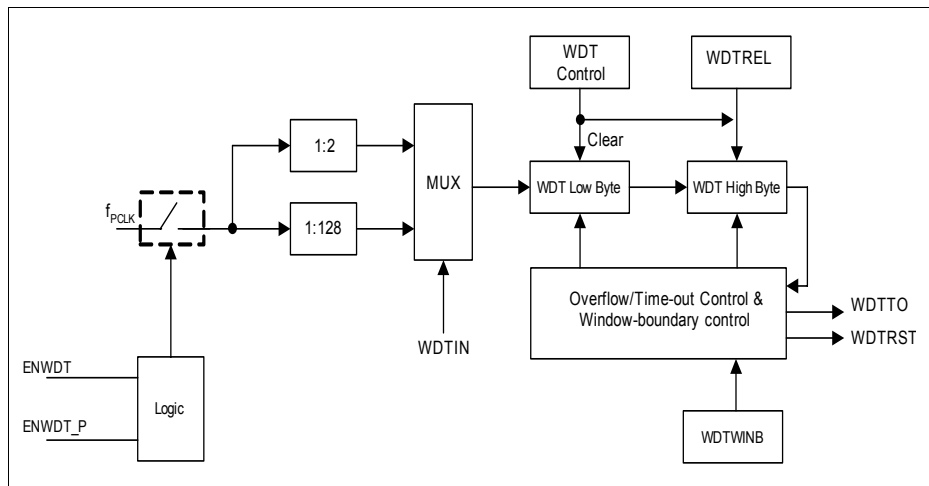 WDT
Control
WDTREL
Clear
1:2
MUX
WDT Low Byte
WDT High Byte
fPCLK
1:128
Overflow/Time-out Control &
Window-boundary control
WDTTO
WDTRST
WDTIN
ENWDT
Logic
ENWDT_P
WDTWINB